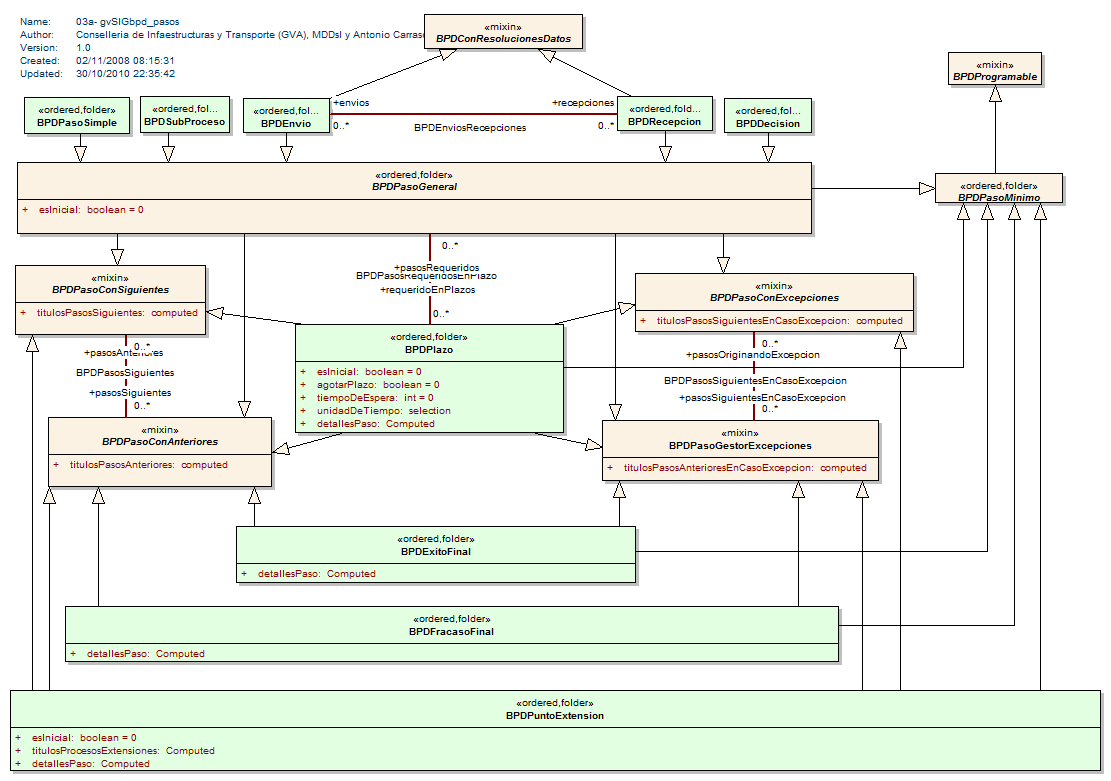 Name: 03a- gvSIGbpd_pasos
Author: Conselleria de Infaestructuras y Transporte (GVA), MDDsl y Antonio Carrasc
Version: 1.0
Created: 02/11/2008 08:15:31
Updated: 30/10/2010 22:35:42
«mixin»
BPDConResolucionesDatos
«mixin»
BPDProgramable
«ordered,folder»
BPDPasoSimple
«ordered,fol...
BPDSubProceso
«ordered,fol...
BPDEnvio
+envios
0..*
BPDEnviosRecepciones
+recepciones
0..*
«ordered,fold...
BPDRecepcion
«ordered,fol...
BPDDecision
«ordered,folder»
BPDPasoGeneral
+ esInicial: boolean = 0
«ordered,folder»
BPDPasoMinimo
0..*
+pasosRequeridos
BPDPasosRequeridosEnPlazo
+requeridoEnPlazos
0..*
«mixin»
BPDPasoConSiguientes
+ titulosPasosSiguientes: computed
«mixin»
BPDPasoConExcepciones
+ titulosPasosSiguientesEnCasoExcepcion: computed
0..*
+pasosAnteriores
BPDPasosSiguientes
+pasosSiguientes
0..*
«ordered,folder»
BPDPlazo
+ esInicial: boolean = 0
+ agotarPlazo: boolean = 0
+ tiempoDeEspera: int = 0
+ unidadDeTiempo: selection
+ detallesPaso: Computed
0..*
+pasosOriginandoExcepcion
BPDPasosSiguientesEnCasoExcepcion
+pasosSiguientesEnCasoExcepcion
0..*
«mixin»
BPDPasoConAnteriores
+ titulosPasosAnteriores: computed
«mixin»
BPDPasoGestorExcepciones
+ titulosPasosAnterioresEnCasoExcepcion: computed
«ordered,folder»
BPDExitoFinal
+ detallesPaso: Computed
«ordered,folder»
BPDFracasoFinal
+ detallesPaso: Computed
«ordered,folder»
BPDPuntoExtension
+ esInicial: boolean = 0
+ titulosProcesosExtensiones: Computed
+ detallesPaso: Computed